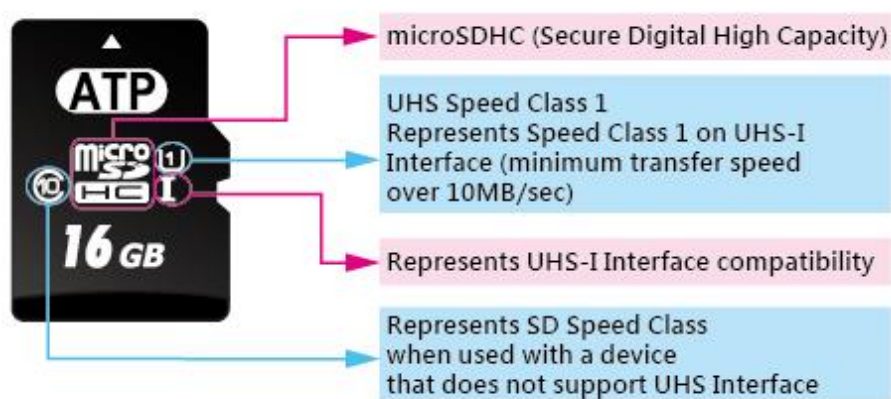 ATP
micro
SD
HC
1
I
10
16 GB
microSDHC (Secure Digital High Capacity)
UHS Speed Class 1
Represents Speed Class 1 on UHS-I
Interface (minimum transfer speed
over 10MB/sec)
Represents UHS-I Interface compatibility
Represents SD Speed Class
when used with a device
that does not support UHS Interface